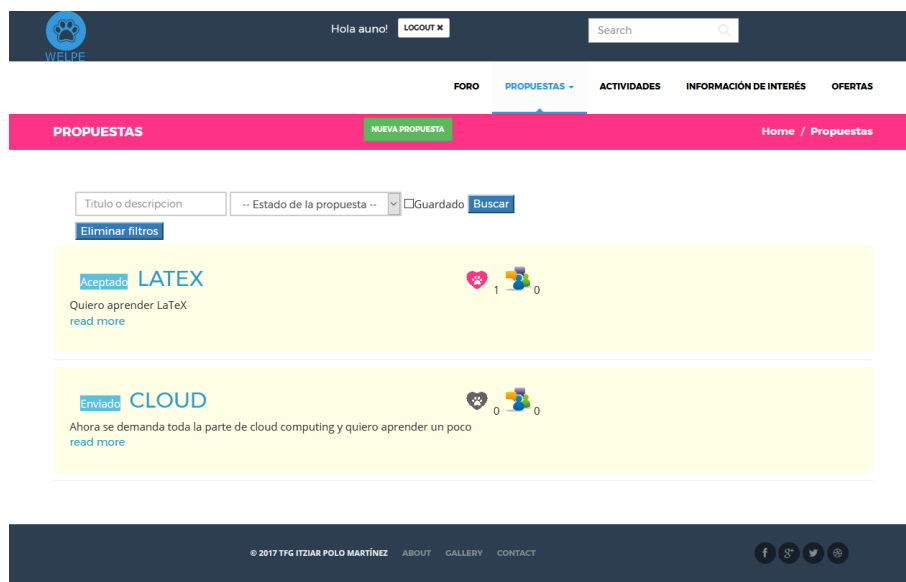 WELPE
Hola auno! LOGOUT ✖ Search
FORO PROPUESTAS ACTIVIDADES INFORMACIÓN DE INTERÉS OFERTAS
PROPUESTAS NUEVA PROPUESTA Home / Propuestas
Titulo o descripcion -- Estado de la propuesta -- Guardado Buscar
Eliminar filtros
Aceptado LATEX 1 0
Quiero aprender LaTeX
read more
Enviado CLOUD 0 0
Ahora se demanda toda la parte de cloud computing y quiero aprender un poco
read more
© 2017 TFG ITZIAR POLO MARTÍNEZ ABOUT GALLERY CONTACT f g+